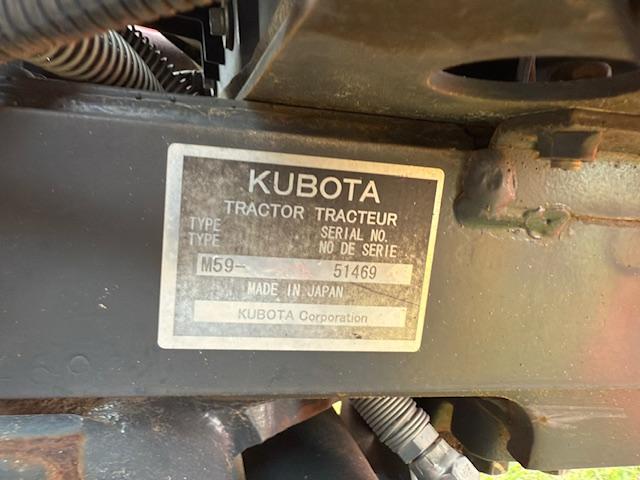 KUBOTA
TRACTOR TRACTEUR
TYPE SERIAL NO.
TYPE NO DE SERIE
M59- 51469
MADE IN JAPAN
KUBOTA Corporation